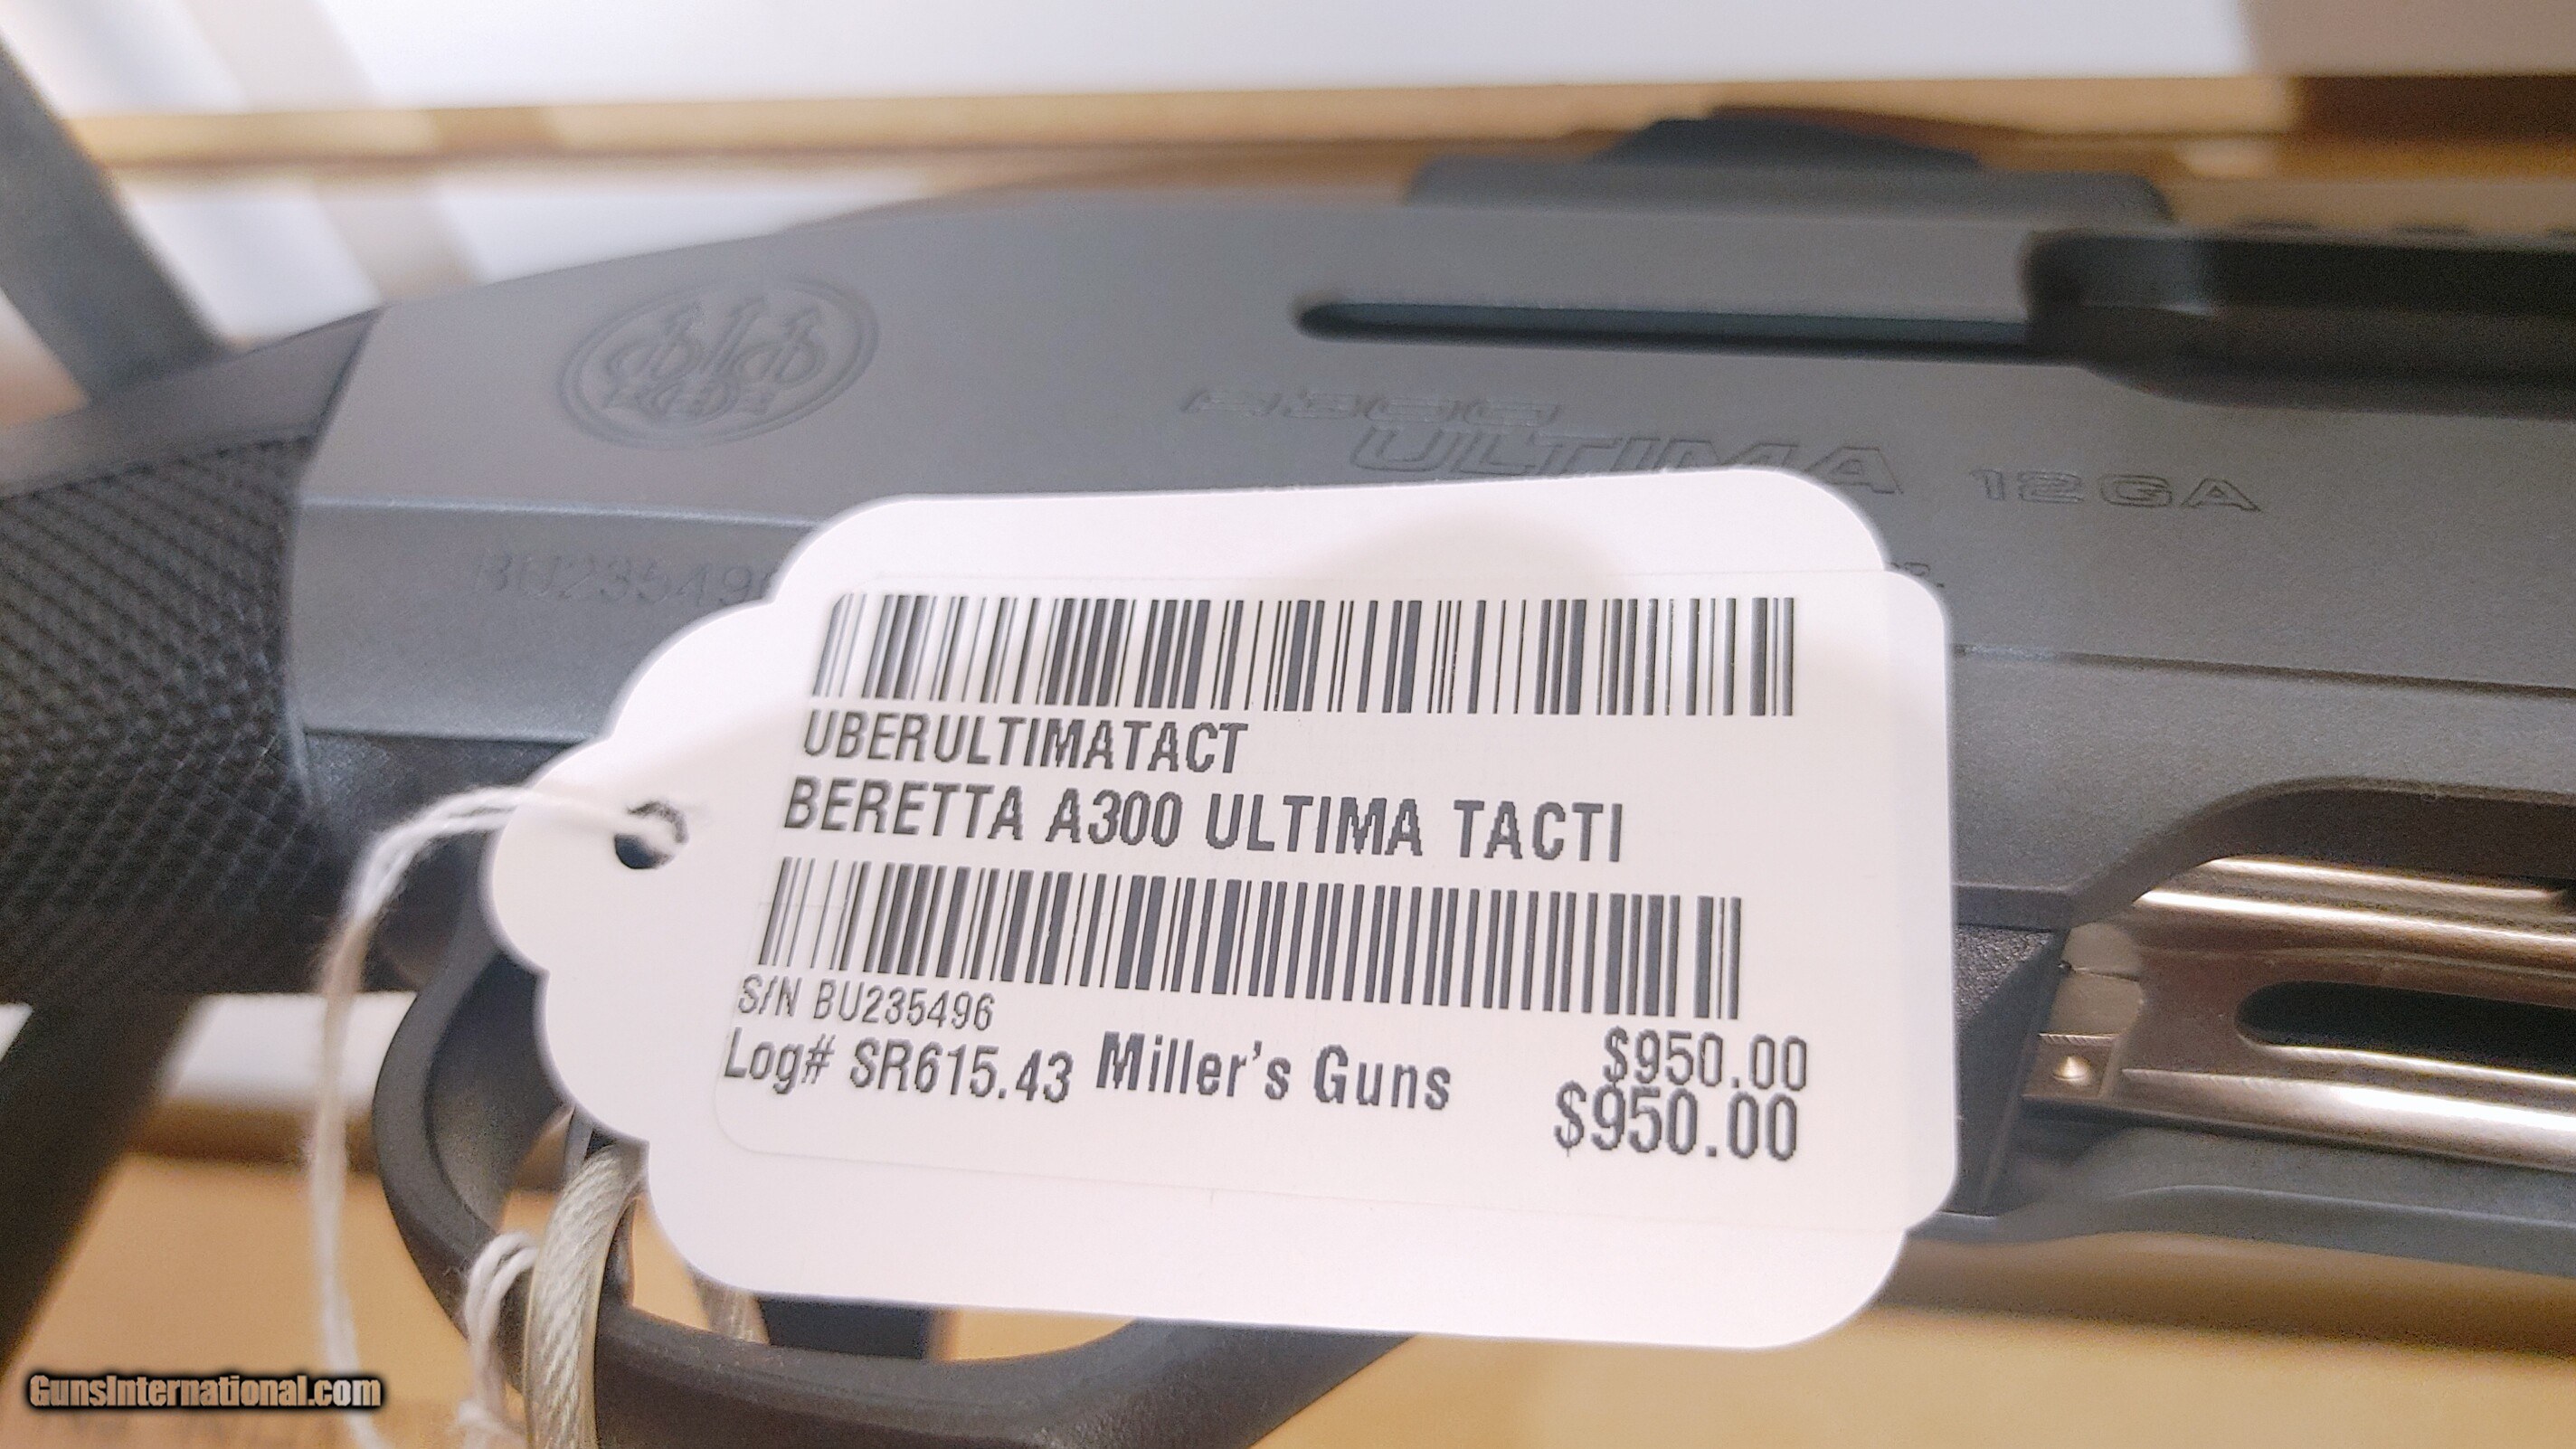 A300
ULTIMA 12GA
BU235496
UBERULTIMATACT
BERETTA A300 ULTIMA TACTI
S/N BU235496
Log# SR615.43 Miller's Guns $950.00
$950.00
GunsInternational.com